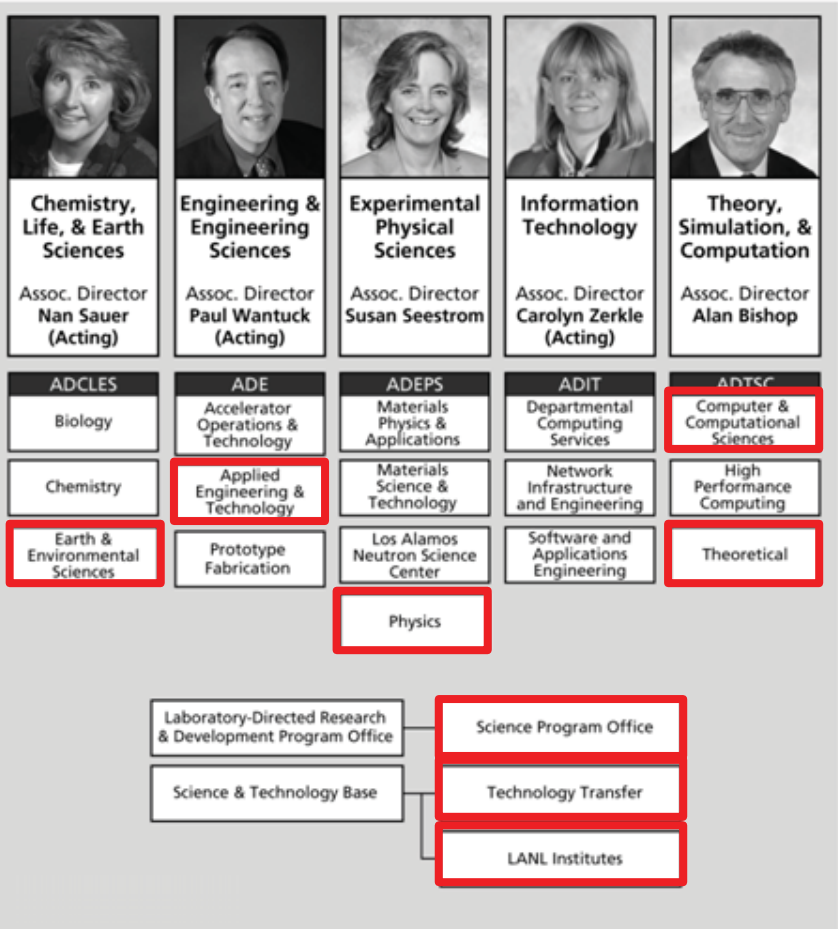 Chemistry,
Life, & Earth
Sciences
Assoc. Director
Nan Sauer
(Acting)
Engineering &
Engineering
Sciences
Assoc. Director
Paul Wantuck
(Acting)
Experimental
Physical
Sciences
Assoc. Director
Susan Seestrom
Information
Technology
Assoc. Director
Carolyn Zerkle
(Acting)
Theory,
Simulation, &
Computation
Assoc. Director
Alan Bishop
ADCLES
Biology
Chemistry
Earth &
Environmental
Sciences
ADE
Accelerator
Operations &
Technology
Applied
Engineering &
Technology
Prototype
Fabrication
ADEPS
Materials
Physics &
Applications
Materials
Science &
Technology
Los Alamos
Neutron Science
Center
Physics
ADIT
Departmental
Computing
Services
Network
Infrastructure
and Engineering
Software and
Applications
Engineering
ADTSC
Computer &
Computational
Sciences
High
Performance
Computing
Theoretical
Laboratory-Directed Research
& Development Program Office
Science Program Office
Science & Technology Base
Technology Transfer
LANL Institutes